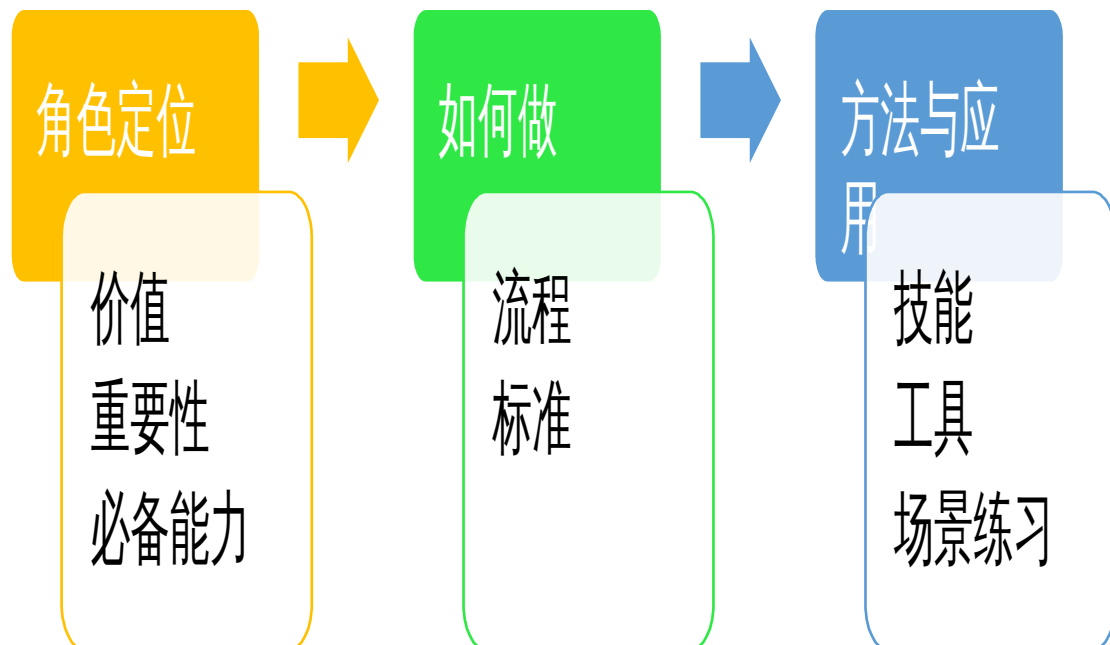 角色定位
价值
重要性
必备能力
如何做
流程
标准
方法与应
用
技能
工具
场景练习